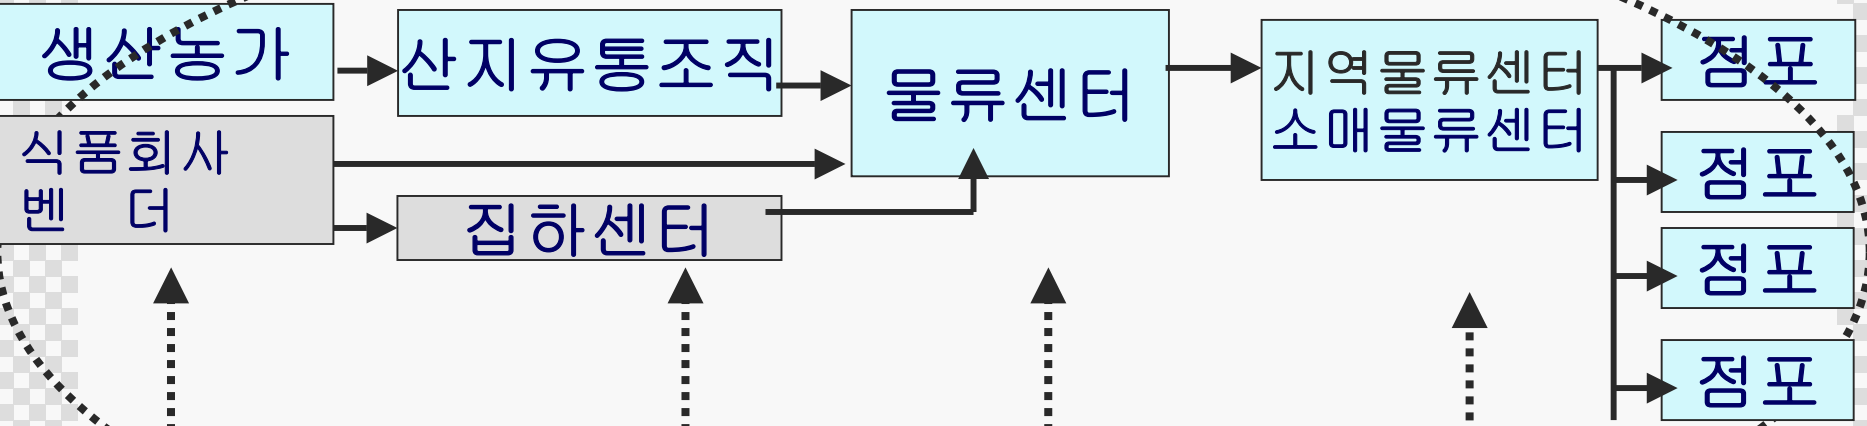 생산농가
산지유통조직
물류센터
지역물류센터
소매물류센터
점포
식품회사
벤 더
집하센터
점포
점포
점포